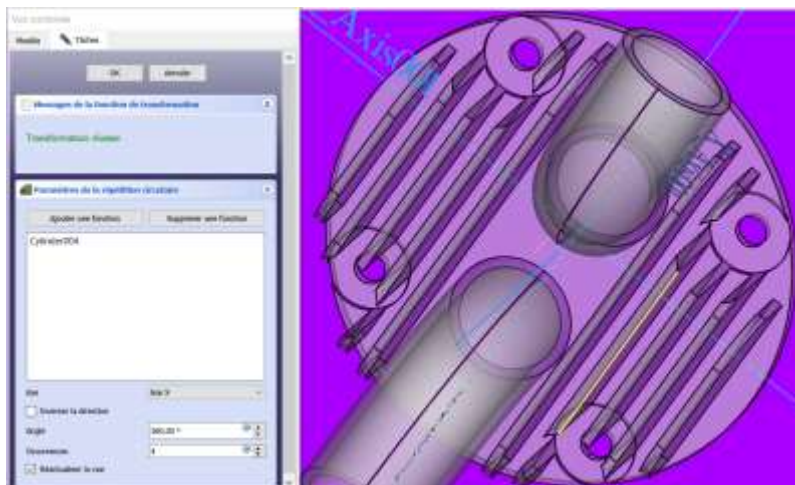 Vue combinée
Modèle
Tâches
OK
Annuler
Messages de la fonction de transformation
Transformation réussie
Paramètres de la répétition circulaire
Ajouter une fonction
Supprimer une fonction
Cylinder004
Axe
Inverser la direction
Angle
360,00 °
Occurrences
4
Réactualiser la vue